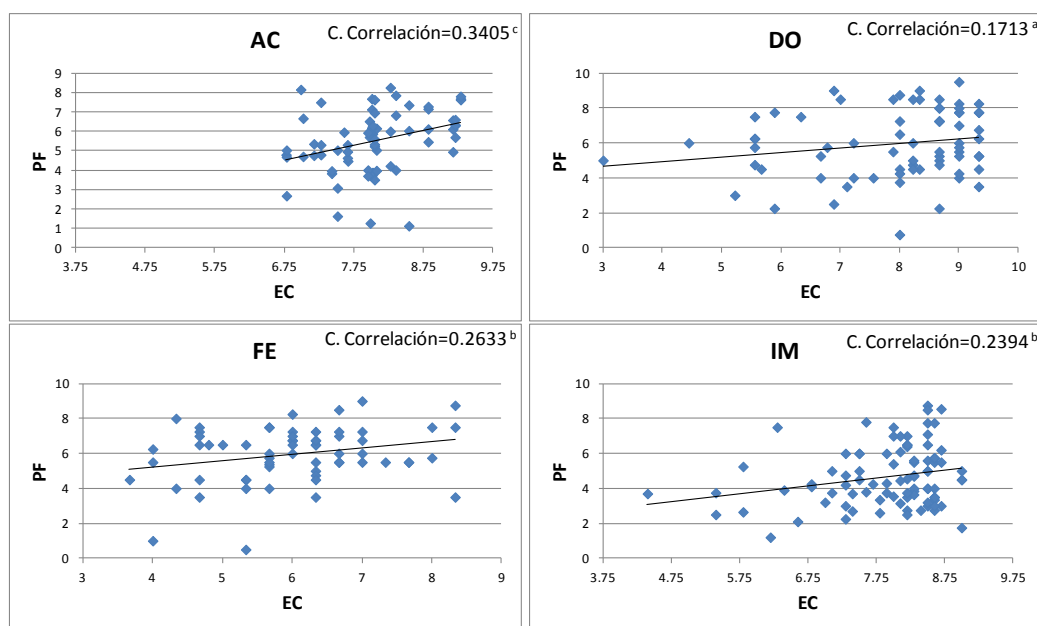 C. Correlación=0.3405 c
AC
PF
9
8
7
6
5
4
3
2
1
0
3.75 4.75 5.75 6.75 7.75 8.75 9.75
EC
C. Correlación=0.1713 a
DO
PF
10
8
6
4
2
0
3 4 5 6 7 8 9 10
EC
C. Correlación=0.2633 b
FE
PF
10
8
6
4
2
0
3 4 5 6 7 8 9
EC
C. Correlación=0.2394 b
IM
PF
10
8
6
4
2
0
3.75 4.75 5.75 6.75 7.75 8.75 9.75
EC